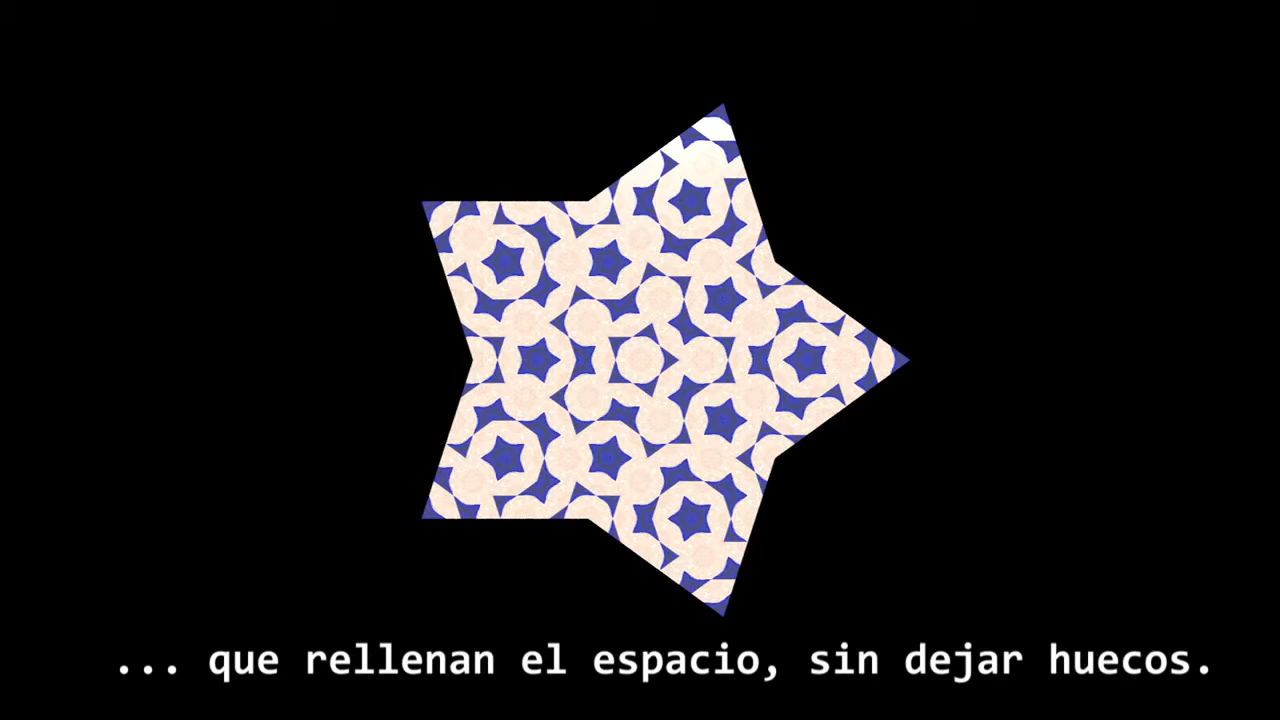 ... que rellenan el espacio, sin dejar huecos.